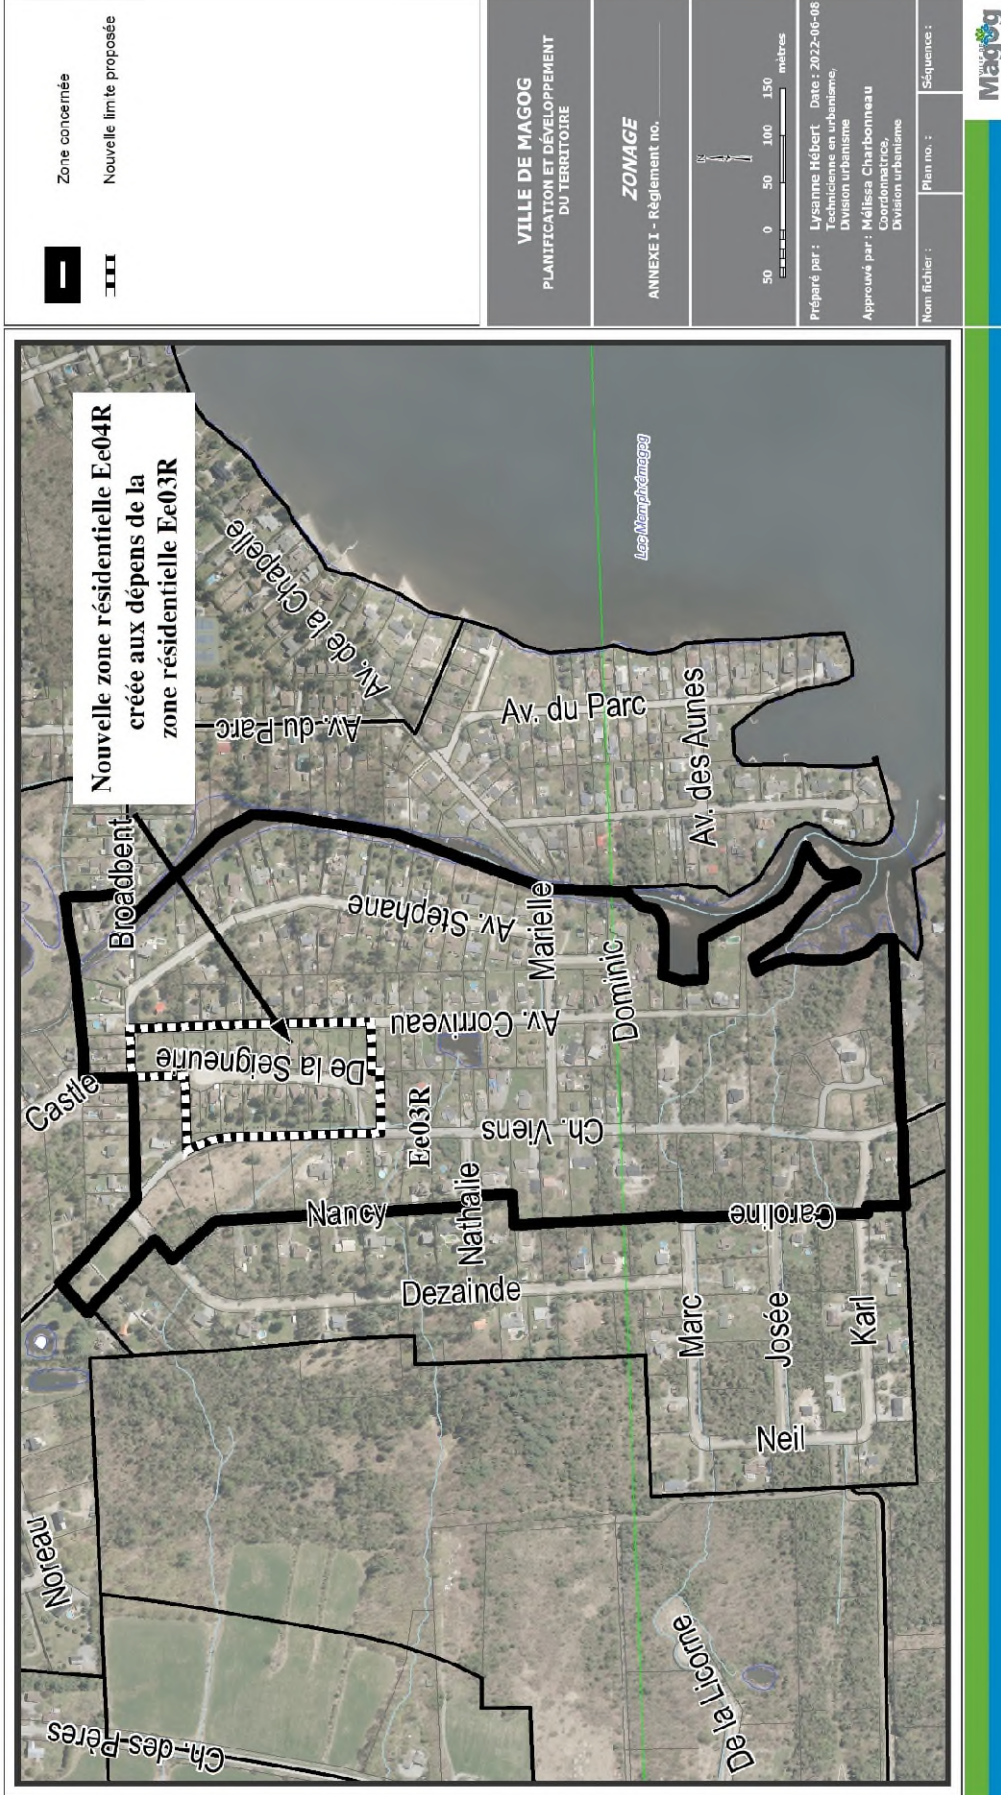 Zone concernée
Nouvelle limite proposée
VILLE DE MAGOG
PLANIFICATION ET DÉVELOPPEMENT
DU TERRITOIRE
ZONAGE
ANNEXE I - Règlement no.
N
50 0 50 100 150
mètres
Préparé par : Lysanne Hébert Date : 2022-06-08
Technicienne en urbanisme,
Division urbanisme
Approuvé par : Mélissa Charbonneau
Coordonnatrice,
Division urbanisme
Nom fichier :
Plan no. :
Séquence :
Magog
Nouvelle zone résidentielle Ee04R
créée aux dépens de la
zone résidentielle Ee03R
Castle
Broadbent
Av. de la Chapelle
Av. du Parc
Lac Memphrémagog
De la Seigneurie
Av. Stéphane
Av. Corriveau
Marielle
Dominic
Av. du Parc
Av. des Aunes
Ee03R
Ch. Viens
Nancy
Nathalie
Caroline
Dezainde
Marc
Josée
Karl
Neil
Noreau
Ch. des Pères
De la Licorne